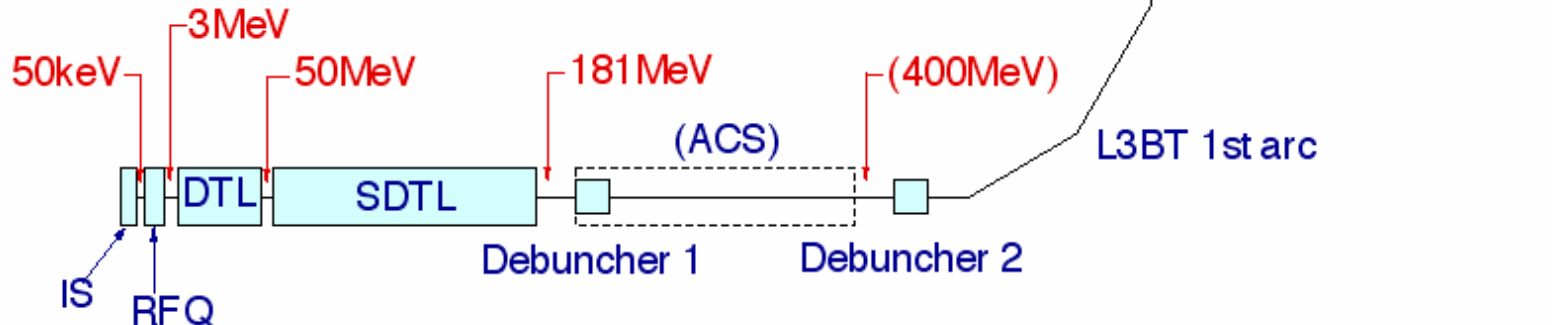 3MeV
50keV
50MeV
181MeV
(400MeV)
(ACS)
L3BT 1st arc
DTL
SDTL
Debuncher 1
Debuncher 2
IS
RFQ